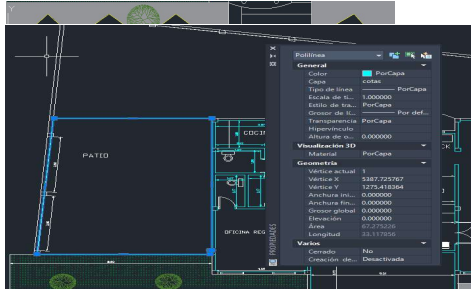 Y
Polilínea
General
Color PorCapa
Capa cotas
Tipo de línea PorCapa
Escala de ti... 1.000000
Estilo de tra... PorCapa
Grosor de lí... Por def...
Transparencia PorCapa
Hipervínculo
Altura de o... 0.000000
Visualización 3D
Material PorCapa
Geometría
Vértice actual 1
Vértice X 5387.725767
Vértice Y 1275.418364
Anchura ini... 0.000000
Anchura fin... 0.000000
Grosor global 0.000000
Elevación 0.000000
Área 67.275226
Longitud 33.117856
Varios
Cerrado No
Creación de... Desactivada
PROPIEDADES
PATIO
COCI
OFICINA REG